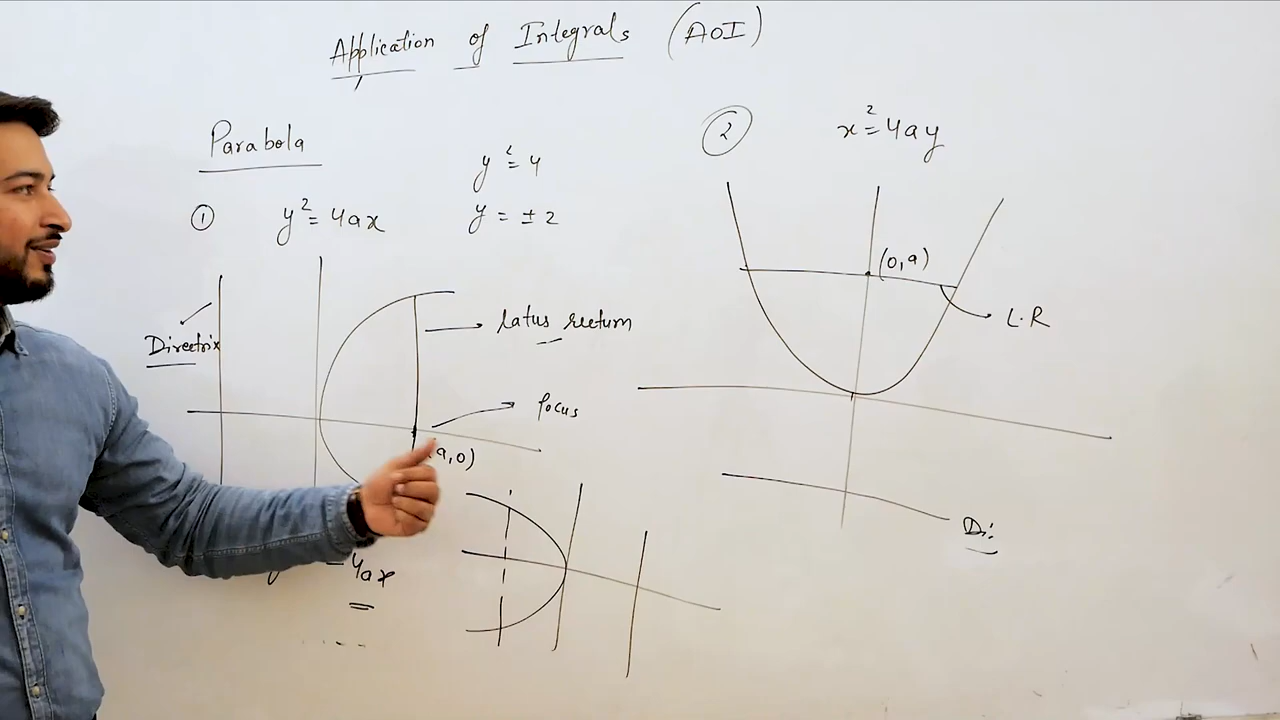 Application of Integrals (AOI)
Parabola
① y² = 4ax
y² = 4
y = ± 2
Directrix
Latus rectum
focus
(a,0)
= 4ax
② x² = 4ay
(0,a)
L.R
Di: